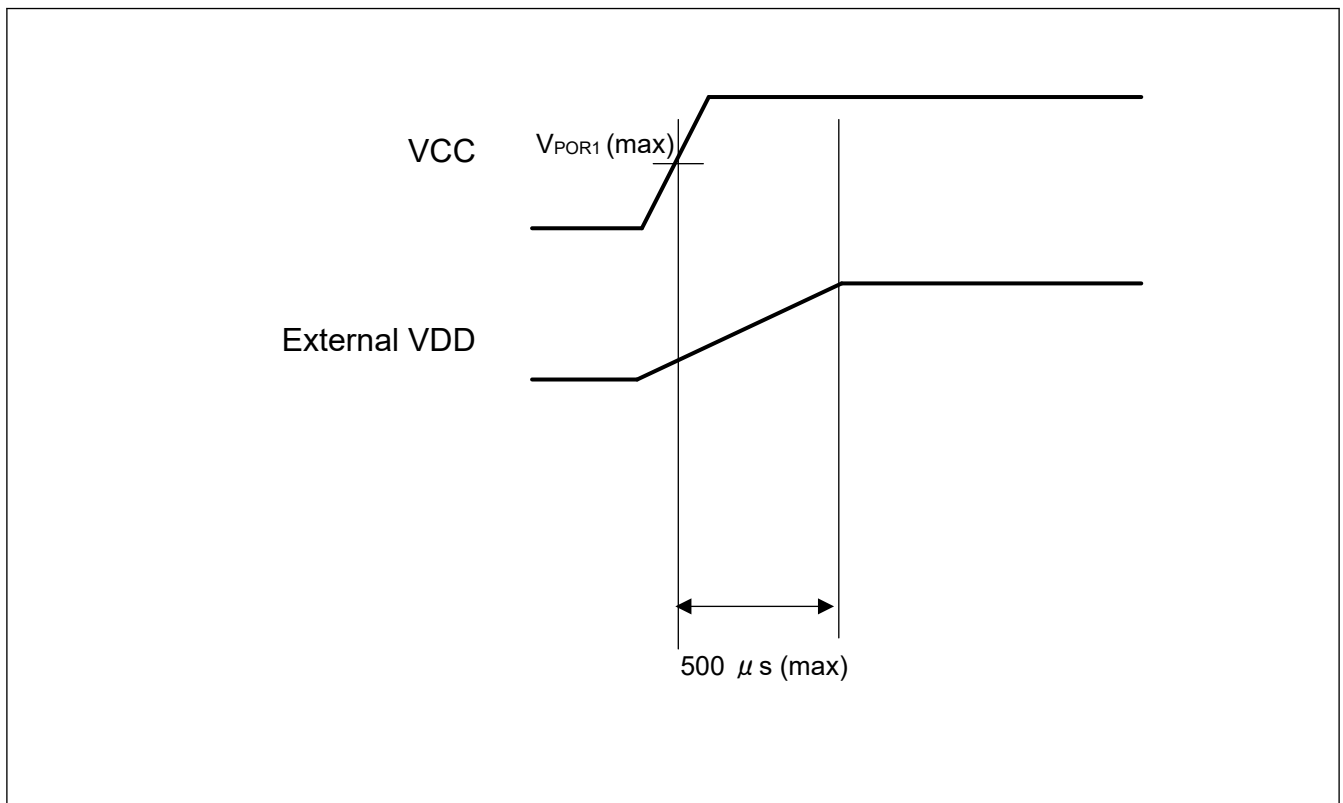 VCC
VPOR1 (max)
External VDD
500 μs (max)